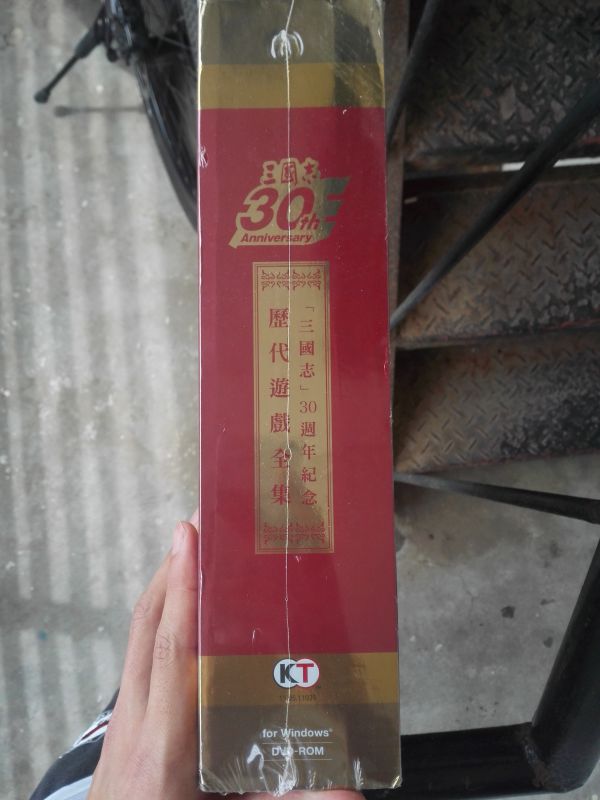 三國志
30th
Anniversary
「三國志」30週年紀念
歷代遊戲全集
KT
for Windows®
DVD-ROM